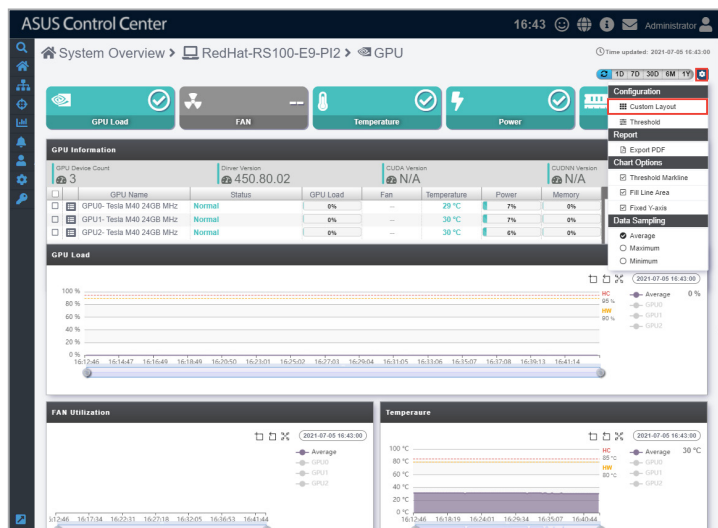 ASUS Control Center
16:43
Administrator
System Overview > RedHat-RS100-E9-PI2 > GPU
Time updated: 2021-07-05 16:43:00
1D 7D 30D 6M 1Y
GPU Load
FAN
--
Temperature
Power
Configuration
Custom Layout
Threshold
Report
Export PDF
Chart Options
Threshold Markline
Fill Line Area
Fixed Y-axis
Data Sampling
Average
Maximum
Minimum
GPU Information
GPU Device Count
3
Driver Version
450.80.02
CUDA Version
N/A
CUDNN Version
N/A
GPU Name Status GPU Load Fan Temperature Power Memory
GPU0- Tesla M40 24GB MHz Normal 0% -- 29 °C 7% 0%
GPU1- Tesla M40 24GB MHz Normal 0% -- 30 °C 7% 0%
GPU2- Tesla M40 24GB MHz Normal 0% -- 30 °C 6% 0%
GPU Load
2021-07-05 16:43:00
100 %
80 %
60 %
40 %
20 %
0 %
HC
95 %
HW
90 %
Average 0 %
GPU0
GPU1
GPU2
16:12:46 16:14:47 16:16:49 16:18:49 16:20:50 16:23:01 16:25:02 16:27:03 16:29:04 16:31:05 16:33:06 16:35:07 16:37:08 16:39:13 16:41:14
FAN Utilization
2021-07-05 16:43:00
Average
GPU0
GPU1
GPU2
16:17:34 16:22:31 16:27:18 16:32:05 16:36:53 16:41:44
Temperaure
2021-07-05 16:43:00
100 °C
80 °C
60 °C
40 °C
20 °C
0 °C
HC
85 °C
HW
80 °C
Average 30 °C
GPU0
GPU1
GPU2
16:12:46 16:18:19 16:24:01 16:29:34 16:35:07 16:40:44